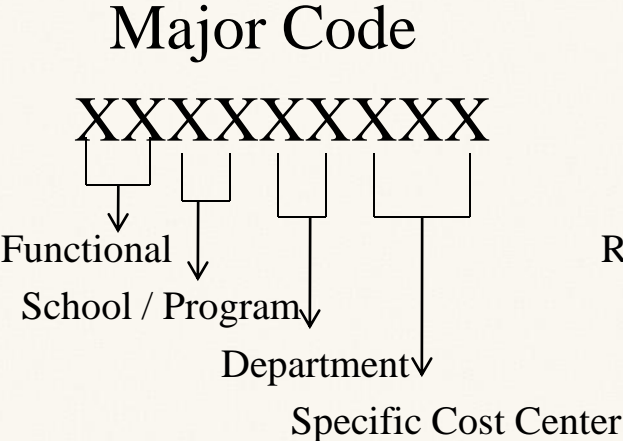 Major Code
XXXXXXXXX
Functional
R
School / Program
Department
Specific Cost Center